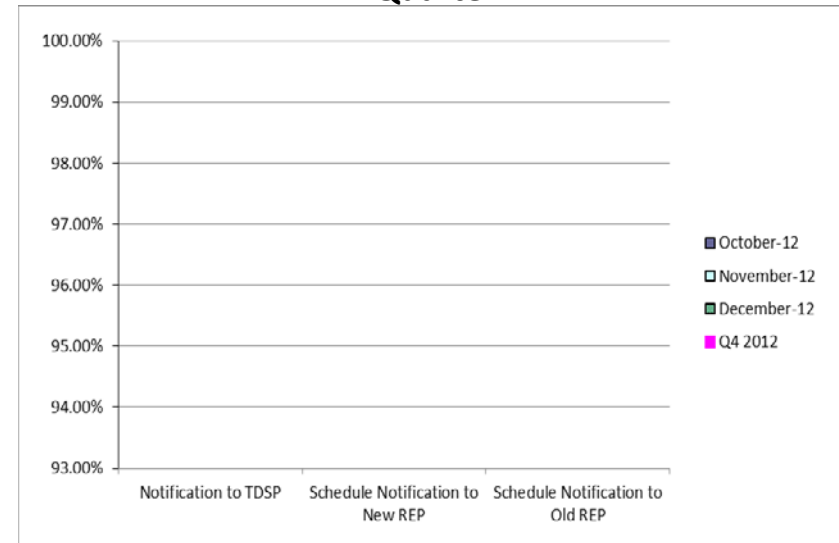 100.00%
99.00%
98.00%
97.00%
96.00%
95.00%
94.00%
93.00%
Notification to TDSP
Schedule Notification to
New REP
Schedule Notification to
Old REP
October-12
November-12
December-12
Q4 2012